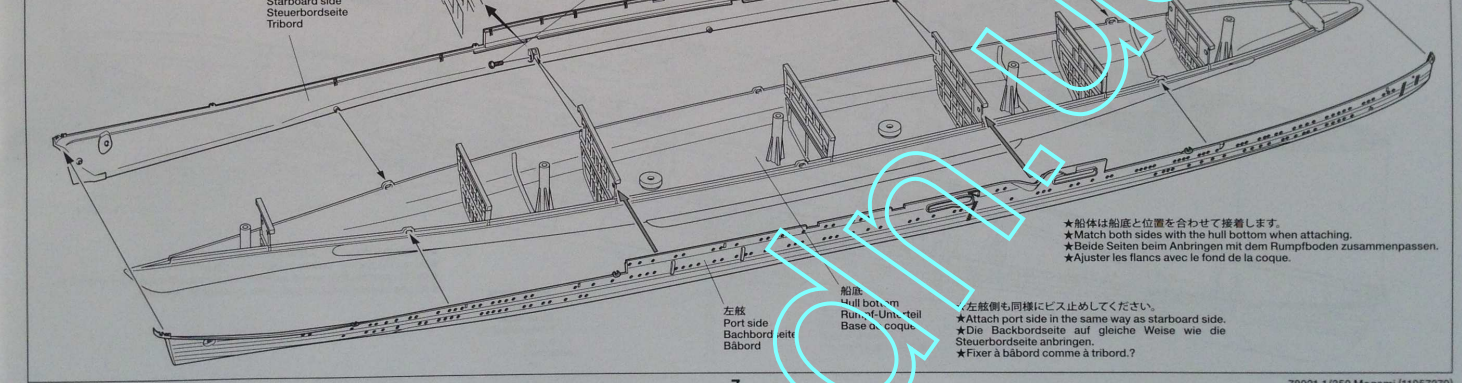 Starboard side
Steuerbordseite
Tribord
★船体は船底と位置を合わせて接着します。
★Match both sides with the hull bottom when attaching.
★Beide Seiten beim Anbringen mit dem Rumpfboden zusammenpassen.
★Ajuster les flancs avec le fond de la coque.
船底
Hull bottom
Rumpf-Unterteil
Base de coque
左舷
Port side
Bachbordseite
Bâbord
★左舷側も同様にビス止めしてください。
★Attach port side in the same way as starboard side.
★Die Backbordseite auf gleiche Weise wie die
Steuerbordseite anbringen.
★Fixer à bâbord comme à tribord.?